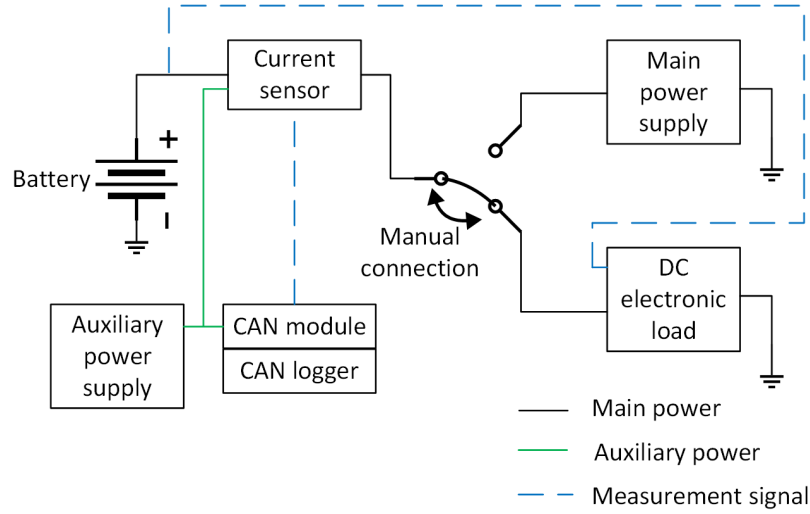 Current
sensor
Main
power
supply
+
Battery
Manual
connection
DC
electronic
load
Auxiliary
power
supply
CAN module
CAN logger
Main power
Auxiliary power
Measurement signal